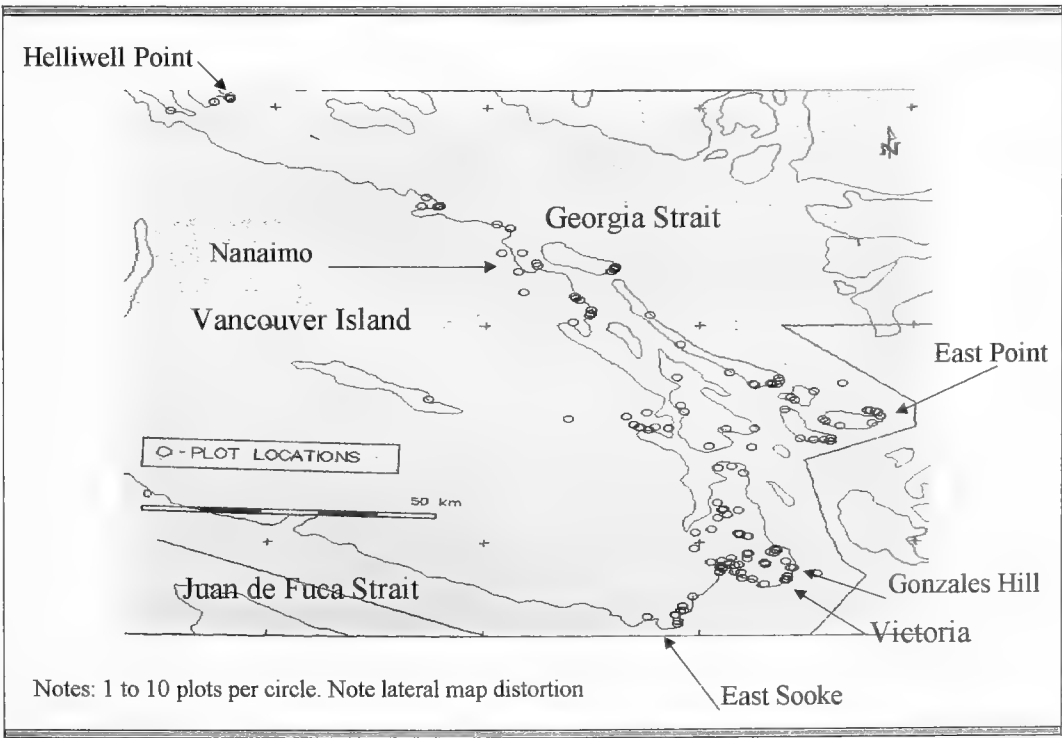 Helliwell Point
N
Georgia Strait
Nanaimo
Vancouver Island
East Point
O - PLOT LOCATIONS
50 km
Juan de Fuca Strait
Gonzales Hill
Victoria
Notes: 1 to 10 plots per circle. Note lateral map distortion
East Sooke